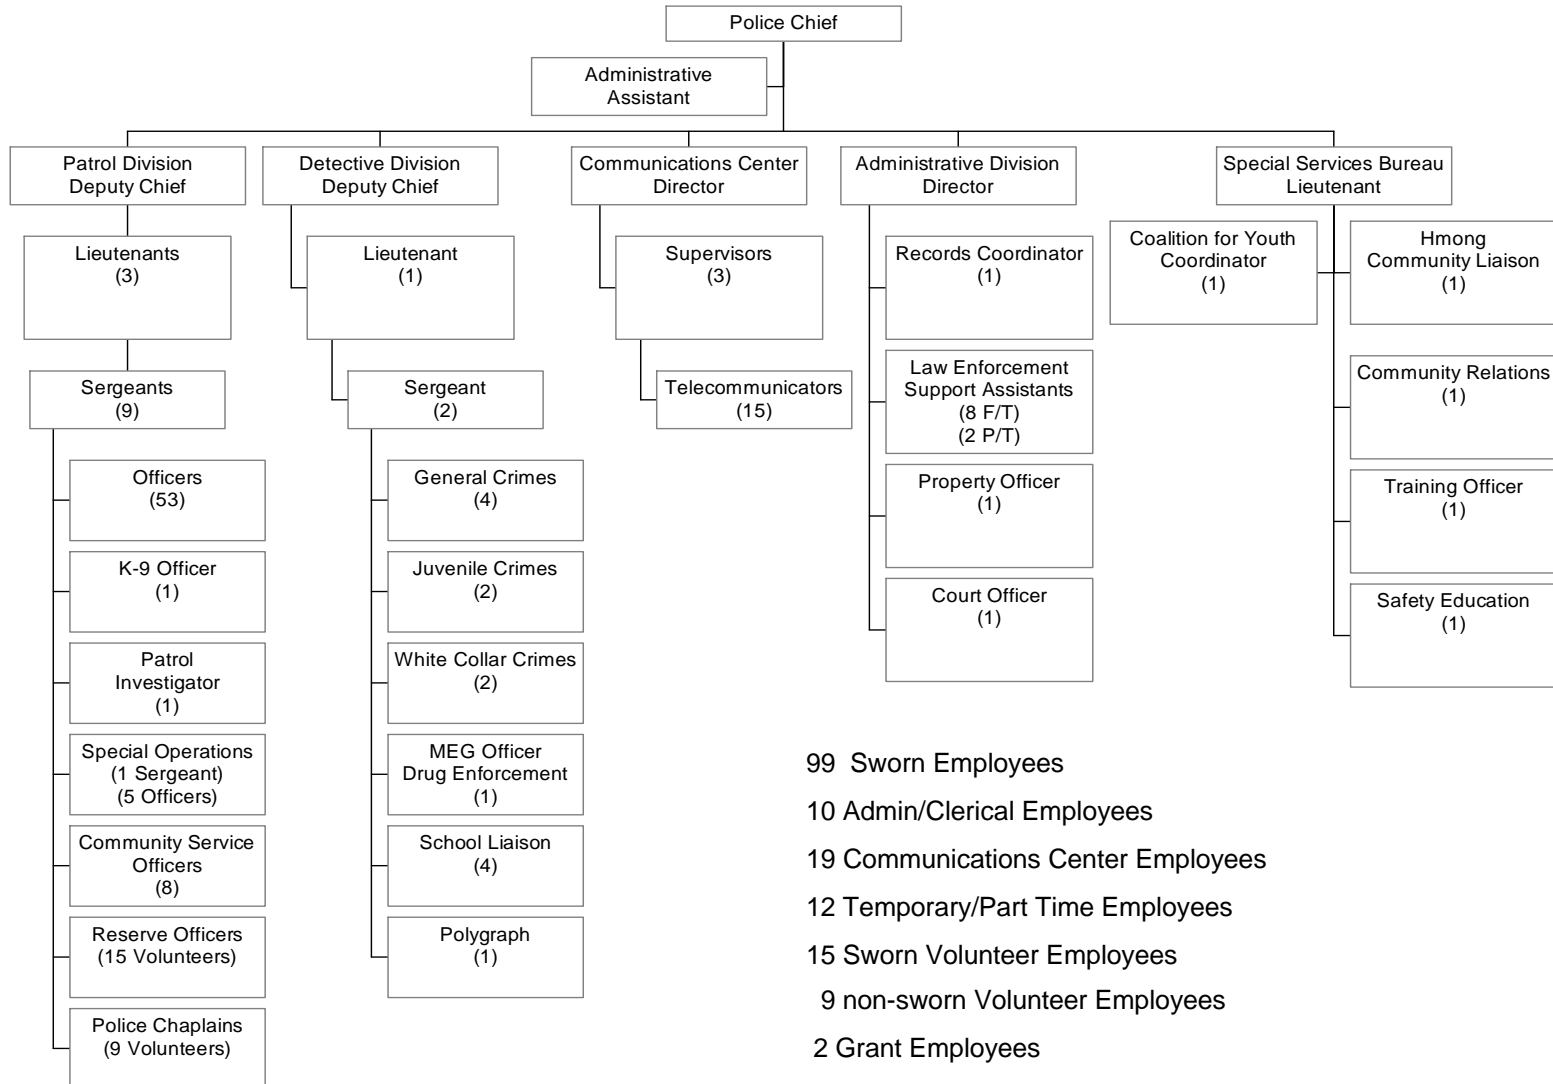 Police Chief
Administrative
Assistant
Patrol Division
Deputy Chief
Detective Division
Deputy Chief
Communications Center
Director
Administrative Division
Director
Special Services Bureau
Lieutenant
Lieutenants
(3)
Sergeants
(9)
Officers
(53)
K-9 Officer
(1)
Patrol
Investigator
(1)
Special Operations
(1 Sergeant)
(5 Officers)
Community Service
Officers
(8)
Reserve Officers
(15 Volunteers)
Police Chaplains
(9 Volunteers)
Lieutenant
(1)
Sergeant
(2)
General Crimes
(4)
Juvenile Crimes
(2)
White Collar Crimes
(2)
MEG Officer
Drug Enforcement
(1)
School Liaison
(4)
Polygraph
(1)
Supervisors
(3)
Telecommunicators
(15)
Records Coordinator
(1)
Law Enforcement
Support Assistants
(8 F/T)
(2 P/T)
Property Officer
(1)
Court Officer
(1)
Coalition for Youth
Coordinator
(1)
Hmong
Community Liaison
(1)
Community Relations
(1)
Training Officer
(1)
Safety Education
(1)
99 Sworn Employees
10 Admin/Clerical Employees
19 Communications Center Employees
12 Temporary/Part Time Employees
15 Sworn Volunteer Employees
9 non-sworn Volunteer Employees
2 Grant Employees